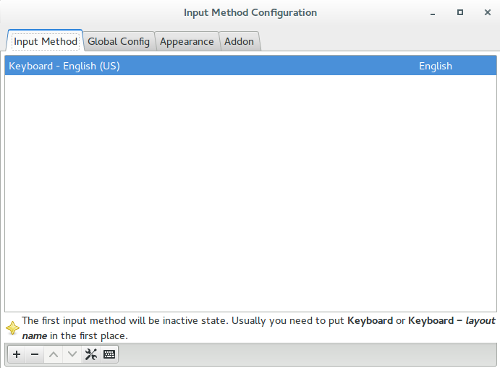 Input Method Configuration
Input Method Global Config Appearance Addon
Keyboard - English (US) English
The first input method will be inactive state. Usually you need to put Keyboard or Keyboard – layout
name in the first place.